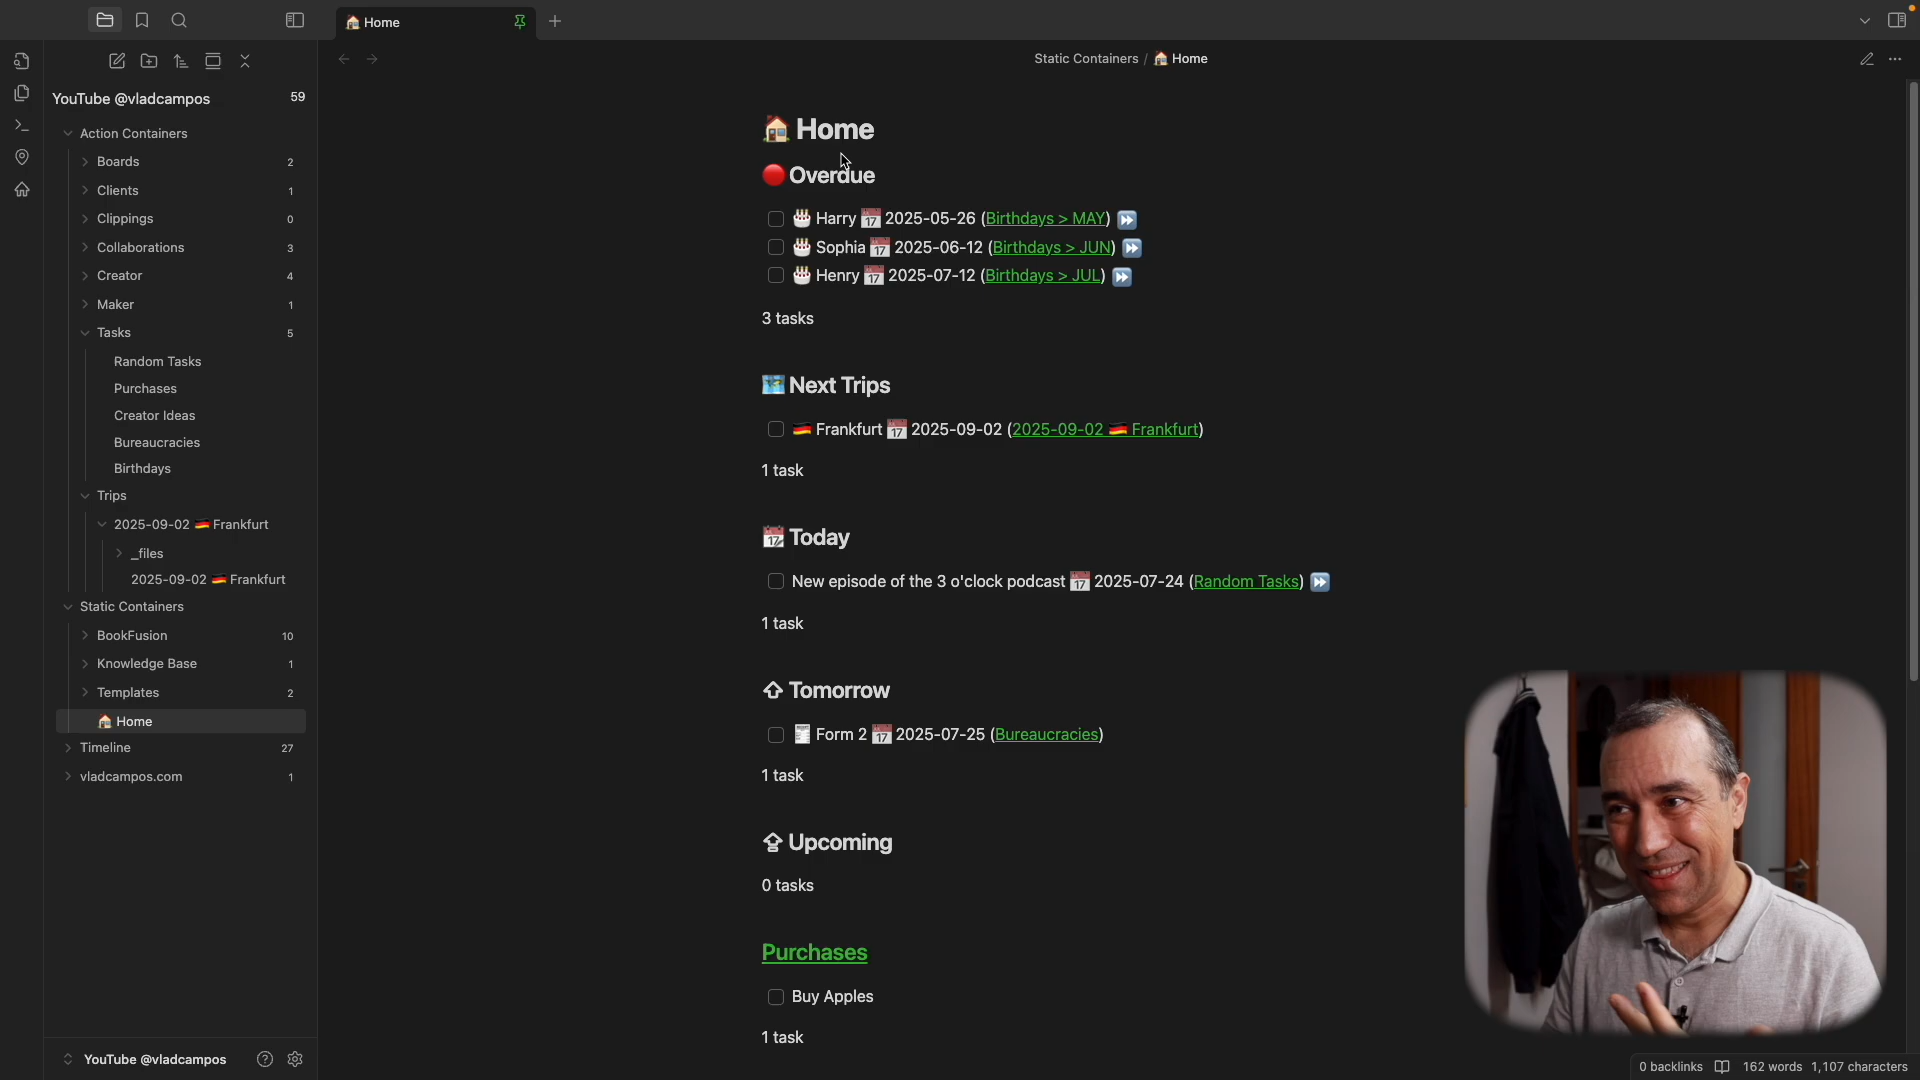 Home
YouTube @vladcampos 59
Action Containers
Boards 2
Clients 1
Clippings 0
Collaborations 3
Creator 4
Maker 1
Tasks 5
Random Tasks
Purchases
Creator Ideas
Bureaucracies
Birthdays
Trips
2025-09-02 🇩🇪 Frankfurt
_files
2025-09-02 🇩🇪 Frankfurt
Static Containers
BookFusion 10
Knowledge Base 1
Templates 2
Home
Timeline 27
vladcampos.com 1
YouTube @vladcampos
Static Containers / Home
Home
Overdue
🎂 Harry 📅 2025-05-26 (Birthdays > MAY) ⏩
🎂 Sophia 📅 2025-06-12 (Birthdays > JUN) ⏩
🎂 Henry 📅 2025-07-12 (Birthdays > JUL) ⏩
3 tasks
Next Trips
🇩🇪 Frankfurt 📅 2025-09-02 (2025-09-02 🇩🇪 Frankfurt)
1 task
Today
New episode of the 3 o'clock podcast 📅 2025-07-24 (Random Tasks) ⏩
1 task
Tomorrow
🧾 Form 2 📅 2025-07-25 (Bureaucracies)
1 task
Upcoming
0 tasks
Purchases
Buy Apples
1 task
0 backlinks 162 words 1,107 characters